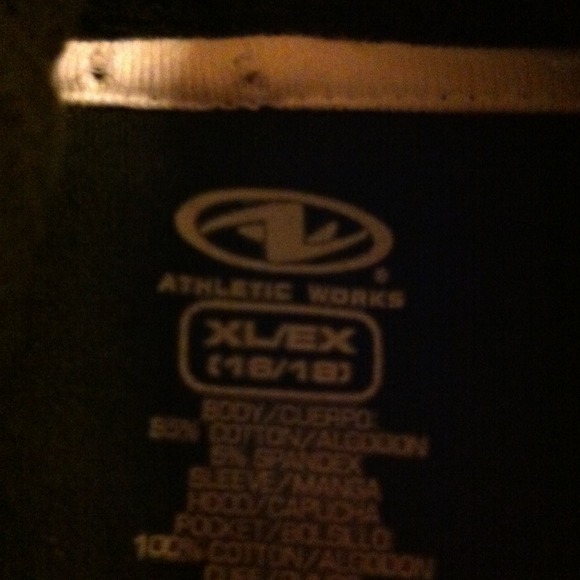 ATHLETIC WORKS
XL/EX
(16/18)
BODY/CUERPO:
COTTON/ALGODON
5% SPANDEX
SLEEVE/MANGA
HOOD/CAPUCHA
POCKET/BOLSILLO:
100% COTTON/ALGODON